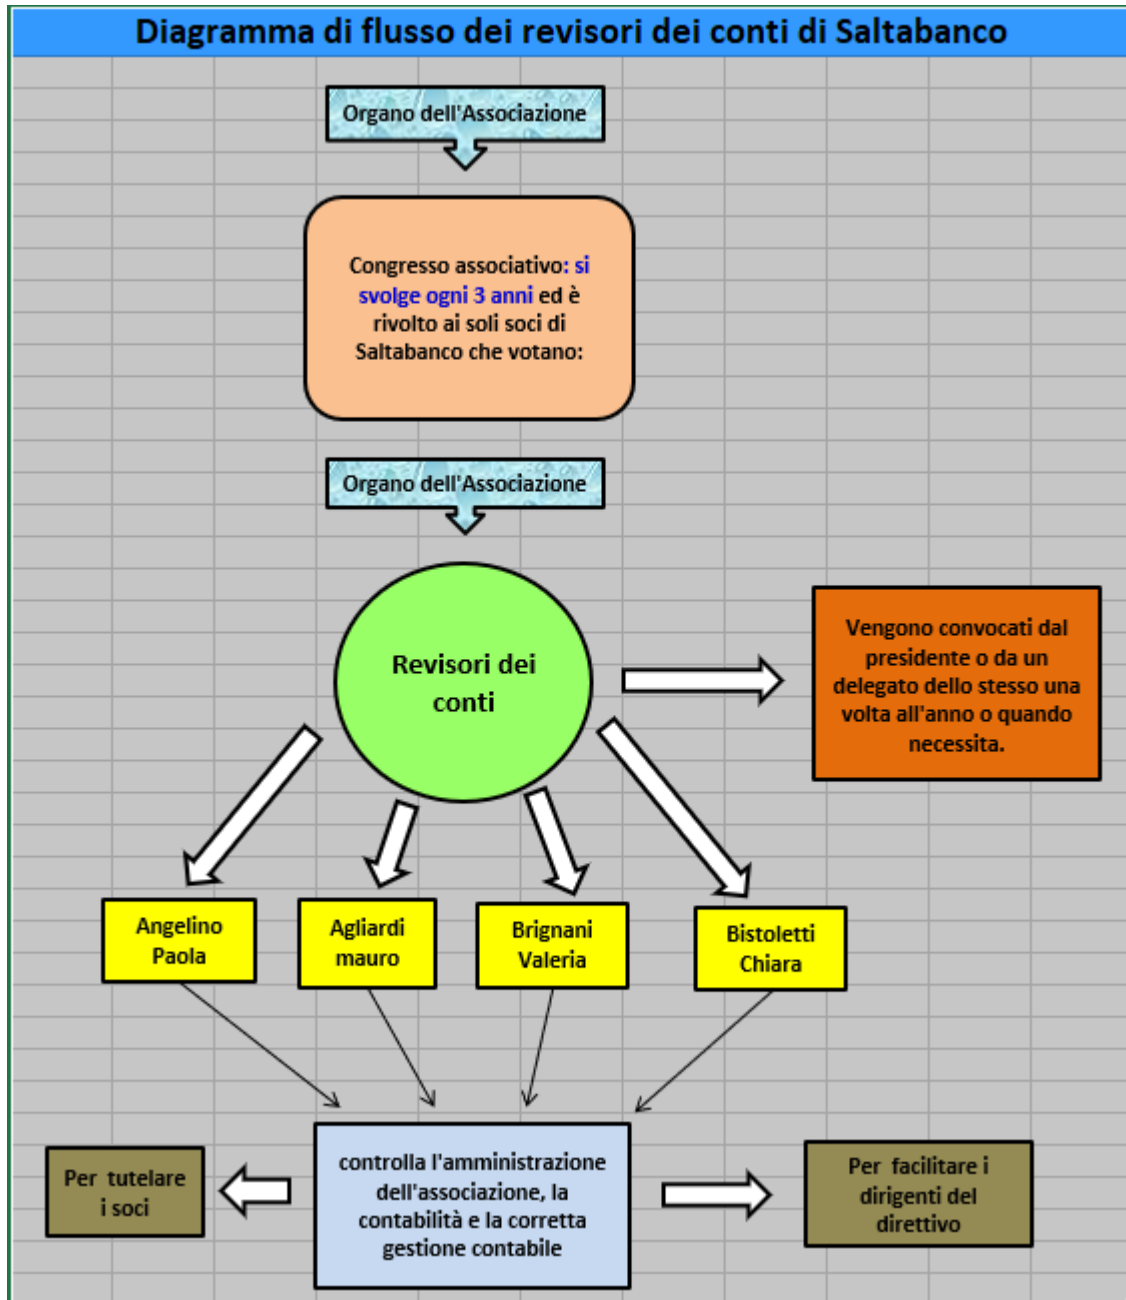 Diagramma di flusso dei revisori dei conti di Saltabanco
Organo dell'Associazione
Congresso associativo: si
svolge ogni 3 anni ed è
rivolto ai soli soci di
Saltabanco che votano:
Organo dell'Associazione
Revisori dei
conti
Vengono convocati dal
presidente o da un
delegato dello stesso una
volta all'anno o quando
necessita.
Angelino
Paola
Agliardi
mauro
Brignani
Valeria
Bistoletti
Chiara
Per tutelare
i soci
controlla l'amministrazione
dell'associazione, la
contabilità e la corretta
gestione contabile
Per facilitare i
dirigenti del
direttivo